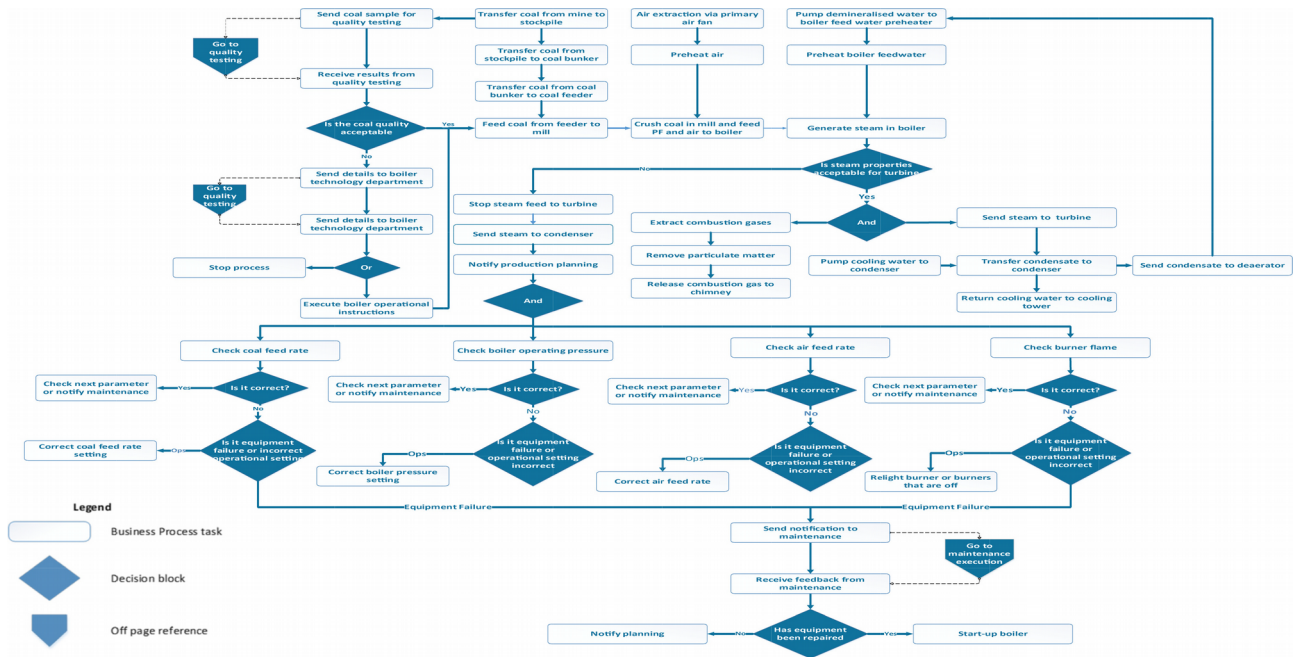 Send coal sample for
quality testing
Transfer coal from mine to
stockpile
Air extraction via primary
air fan
Pump demineralised water to
boiler feed water preheater
Go to
quality
testing
Transfer coal from
stockpile to coal bunker
Preheat air
Preheat boiler feedwater
Receive results from
quality testing
Transfer coal from coal
bunker to coal feeder
Is the coal quality
acceptable
Yes
Feed coal from feeder to
mill
Crush coal in mill and feed
PF and air to boiler
Generate steam in boiler
No
Is steam properties
acceptable for turbine
No
Yes
Send details to boiler
technology department
Go to
quality
testing
Send details to boiler
technology department
Stop steam feed to turbine
Extract combustion gases
And
Send steam to turbine
Send steam to condenser
Remove particulate matter
Stop process
Or
Notify production planning
Pump cooling water to
condenser
Transfer condensate to
condenser
Send condensate to deaerator
Release combustion gas to
chimney
Execute boiler operational
instructions
And
Return cooling water to cooling
tower
Check coal feed rate
Check boiler operating pressure
Check air feed rate
Check burner flame
Check next parameter
or notify maintenance
Yes
Is it correct?
Check next parameter
or notify maintenance
Yes
Is it correct?
Check next parameter
or notify maintenance
Yes
Is it correct?
Check next parameter
or notify maintenance
Yes
Is it correct?
No
No
No
No
Correct coal feed rate
setting
Ops
Is it equipment
failure or incorrect
operational setting
Correct boiler pressure
setting
Ops
Is it equipment
failure or
operational setting
incorrect
Correct air feed rate
Ops
Is it equipment
failure or
operational setting
incorrect
Relight burner or burners
that are off
Ops
Is it equipment
failure or
operational setting
incorrect
Equipment Failure
Equipment Failure
Legend
Business Process task
Decision block
Off page reference
Send notification to
maintenance
Go to
maintenance
execution
Receive feedback from
maintenance
Notify planning
No
Has equipment
been repaired
Yes
Start-up boiler